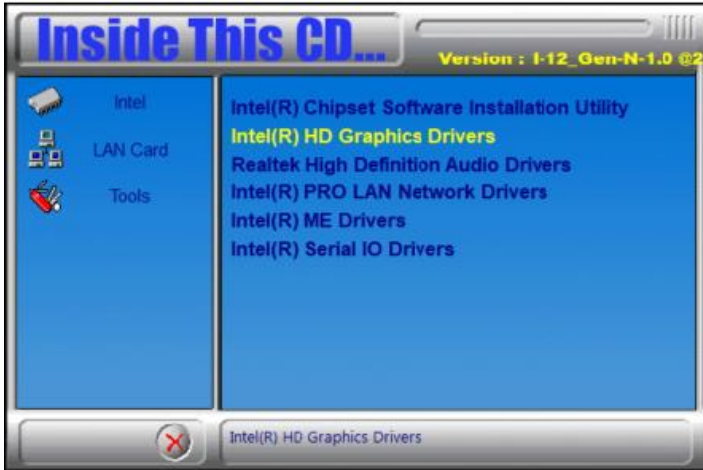 Inside This CD...
Version : I-12_Gen-N-1.0 @2
Intel
LAN Card
Tools
Intel(R) Chipset Software Installation Utility
Intel(R) HD Graphics Drivers
Realtek High Definition Audio Drivers
Intel(R) PRO LAN Network Drivers
Intel(R) ME Drivers
Intel(R) Serial IO Drivers
Intel(R) HD Graphics Drivers